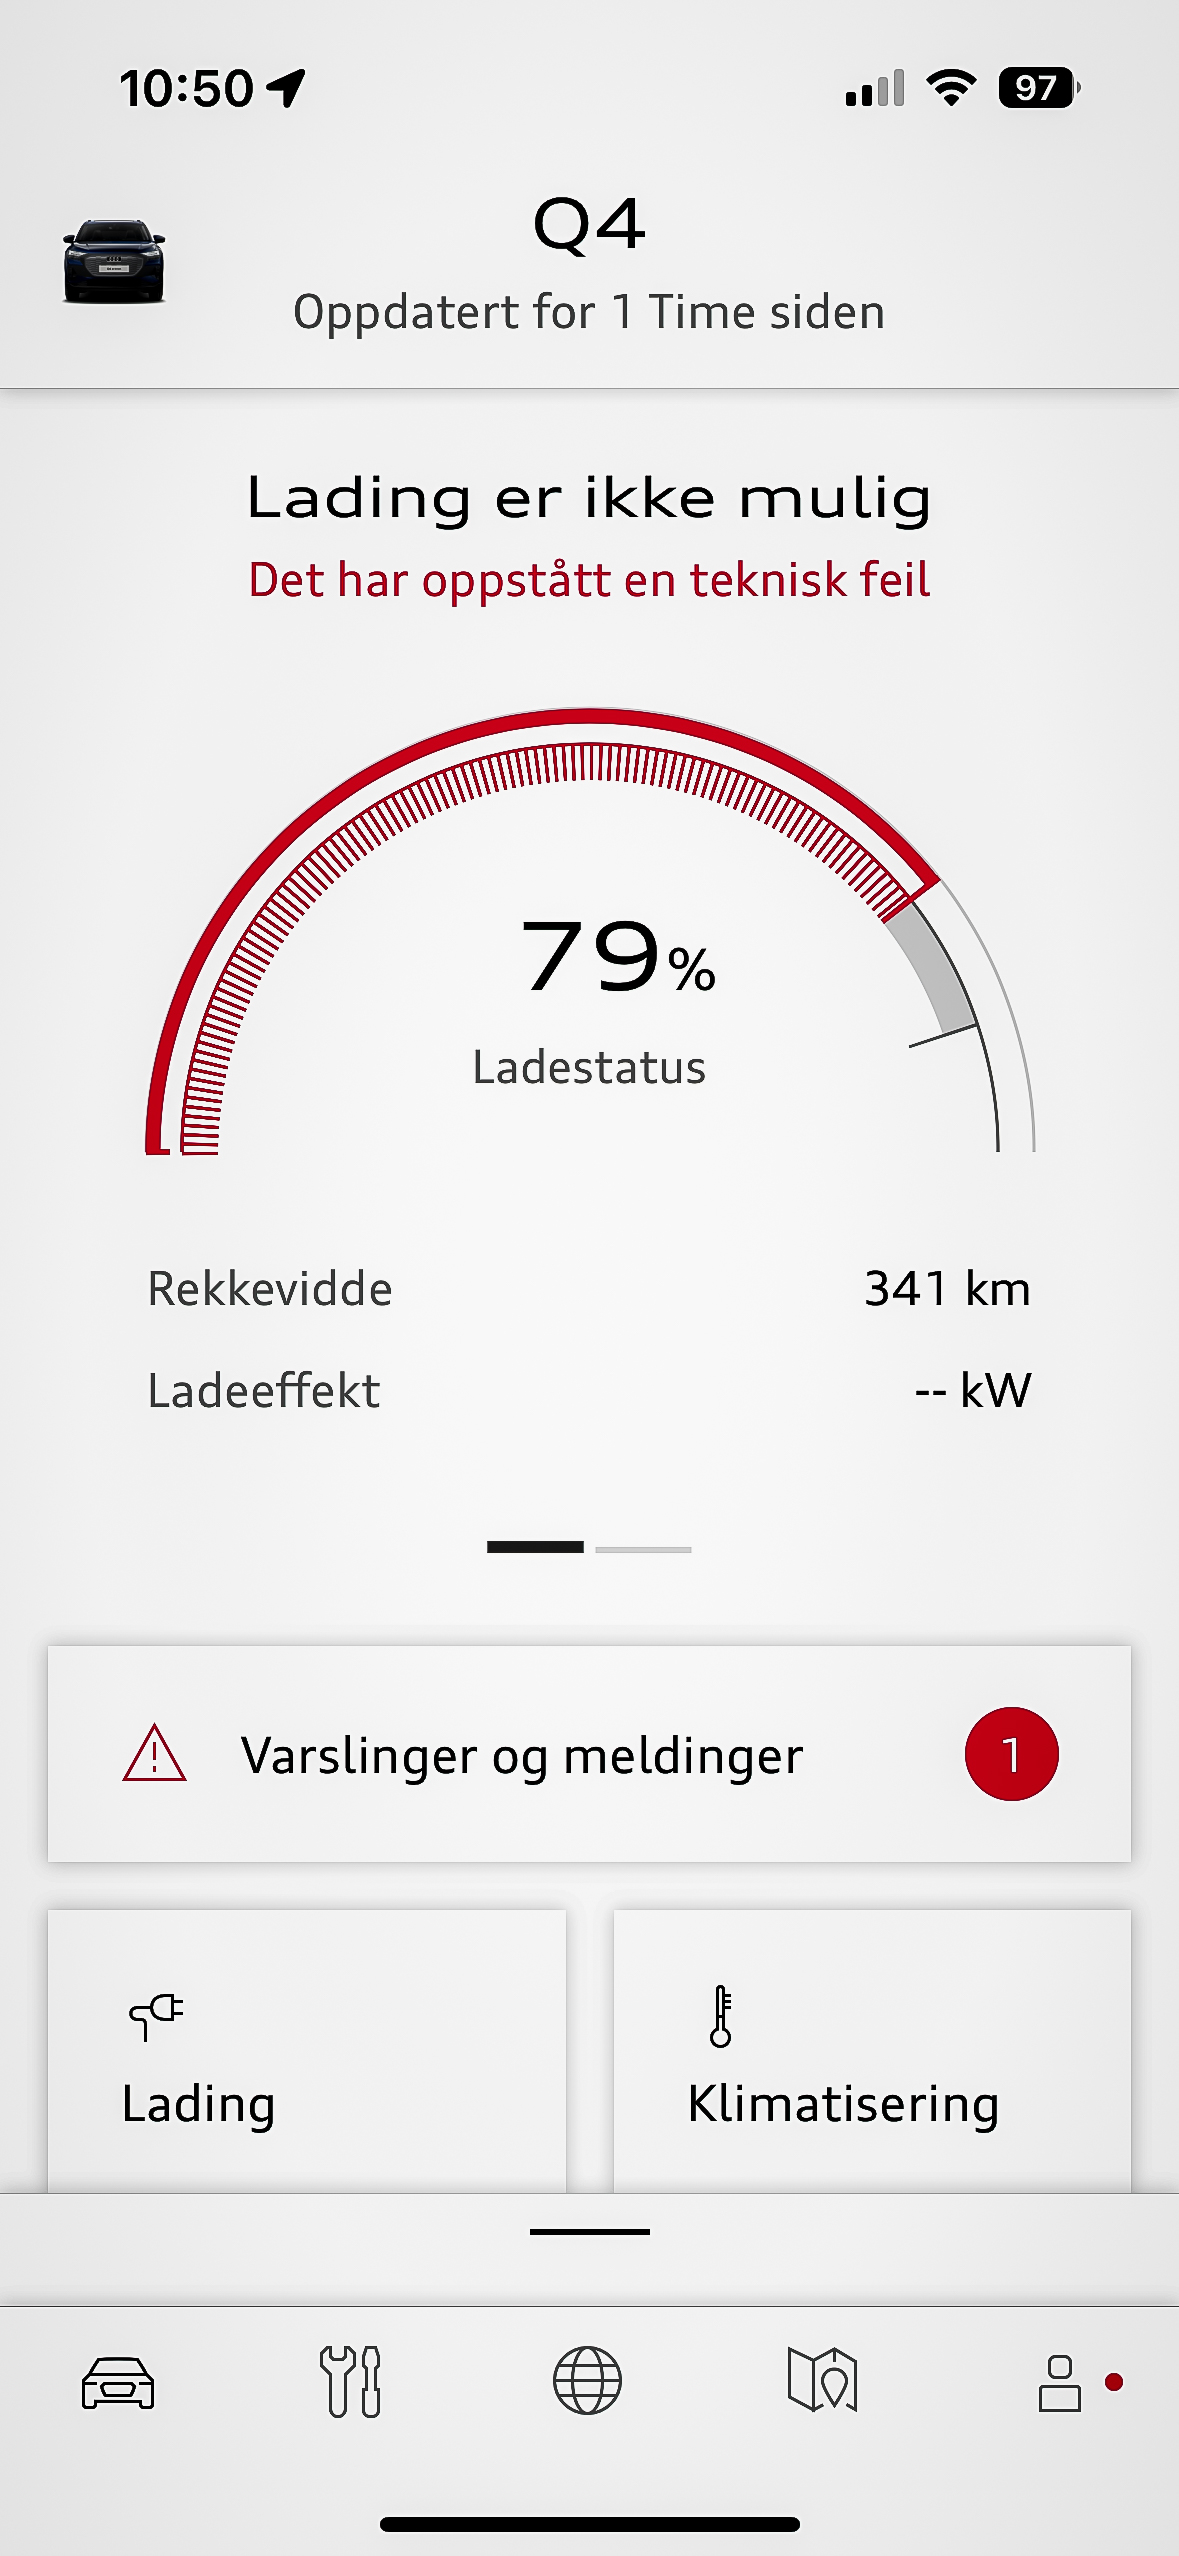 10:50
97
Q4
Oppdatert for 1 Time siden
Lading er ikke mulig
Det har oppstått en teknisk feil
79%
Ladestatus
Rekkevidde 341 km
Ladeeffekt -- kW
Varslinger og meldinger 1
Lading Klimatisering